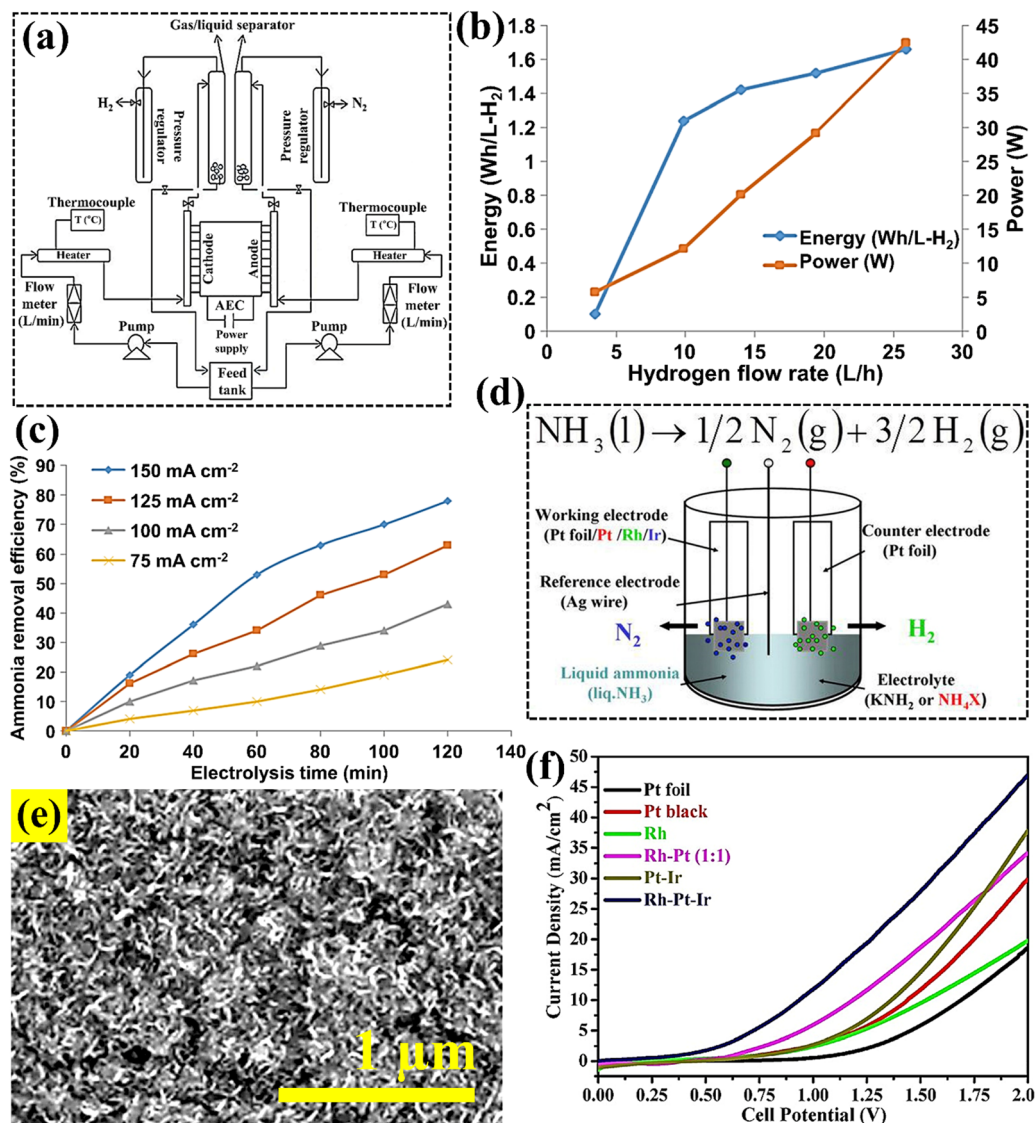 (a)
Gas/liquid separator
H2
N2
Pressure regulator
Pressure regulator
Thermocouple
Thermocouple
T (°C)
T (°C)
Heater
Heater
Cathode
Anode
Flow meter (L/min)
Flow meter (L/min)
AEC
Pump
Pump
Power supply
Feed tank
(b)
Energy (Wh/L-H2)
1.8
1.6
1.4
1.2
1
0.8
0.6
0.4
0.2
0
Power (W)
45
40
35
30
25
20
15
10
5
0
Energy (Wh/L-H2)
Power (W)
0 5 10 15 20 25 30
Hydrogen flow rate (L/h)
(c)
Ammonia removal efficiency (%)
90
80
70
60
50
40
30
20
10
0
150 mA cm-2
125 mA cm-2
100 mA cm-2
75 mA cm-2
0 20 40 60 80 100 120 140
Electrolysis time (min)
(d)
NH3(l) → 1/2 N2(g) + 3/2 H2(g)
Working electrode
(Pt foil/Pt /Rh/Ir)
Counter electrode
(Pt foil)
Reference electrode
(Ag wire)
N2
H2
Liquid ammonia
(liq.NH3)
Electrolyte
(KNH2 or NH4X)
(e)
1 μm
(f)
Current Density (mA/cm2)
50
45
40
35
30
25
20
15
10
5
0
Pt foil
Pt black
Rh
Rh-Pt (1:1)
Pt-Ir
Rh-Pt-Ir
0.00 0.25 0.50 0.75 1.00 1.25 1.50 1.75 2.0
Cell Potential (V)